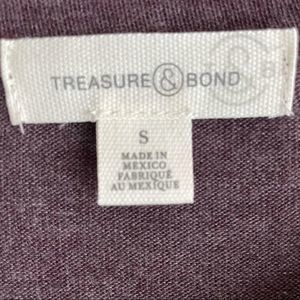 TREASURE & BOND
S
MADE IN
MEXICO
FABRIQUÉ
AU MEXIQUE